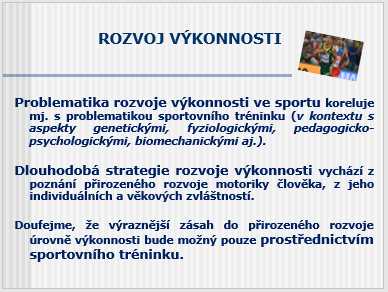 ROZVOJ VÝKONNOSTI
Problematika rozvoje výkonnosti ve sportu koreluje
mj. s problematikou sportovního tréninku (v kontextu s
aspekty genetickými, fyziologickými, pedagogicko-
psychologickými, biomechanickými aj.).
Dlouhodobá strategie rozvoje výkonnosti vychází z
poznání přirozeného rozvoje motoriky člověka, z jeho
individuálních a věkových zvláštností.
Doufejme, že výraznější zásah do přirozeného rozvoje
úrovně výkonnosti bude možný pouze prostřednictvím
sportovního tréninku.